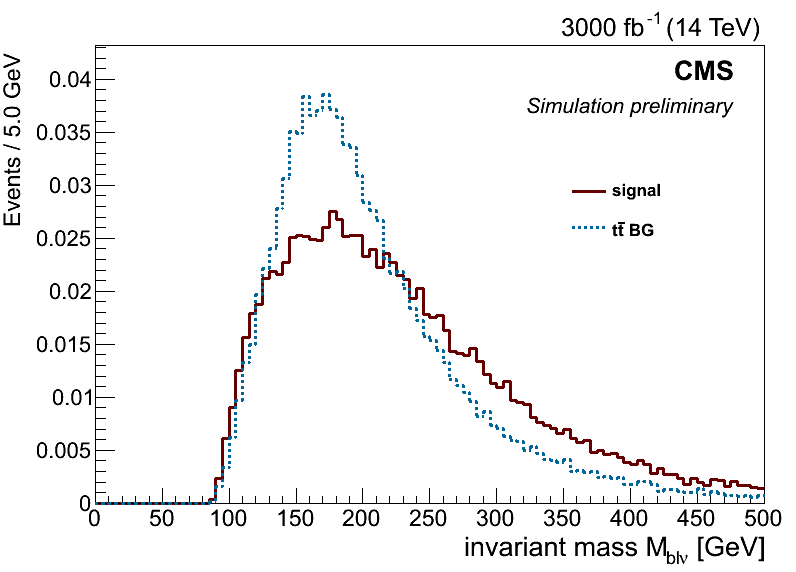 3000 fb⁻¹ (14 TeV)
CMS
Simulation preliminary
signal
tt̄ BG
Events / 5.0 GeV
0.04
0.035
0.03
0.025
0.02
0.015
0.01
0.005
0
0 50 100 150 200 250 300 350 400 450 500
invariant mass M_blν [GeV]